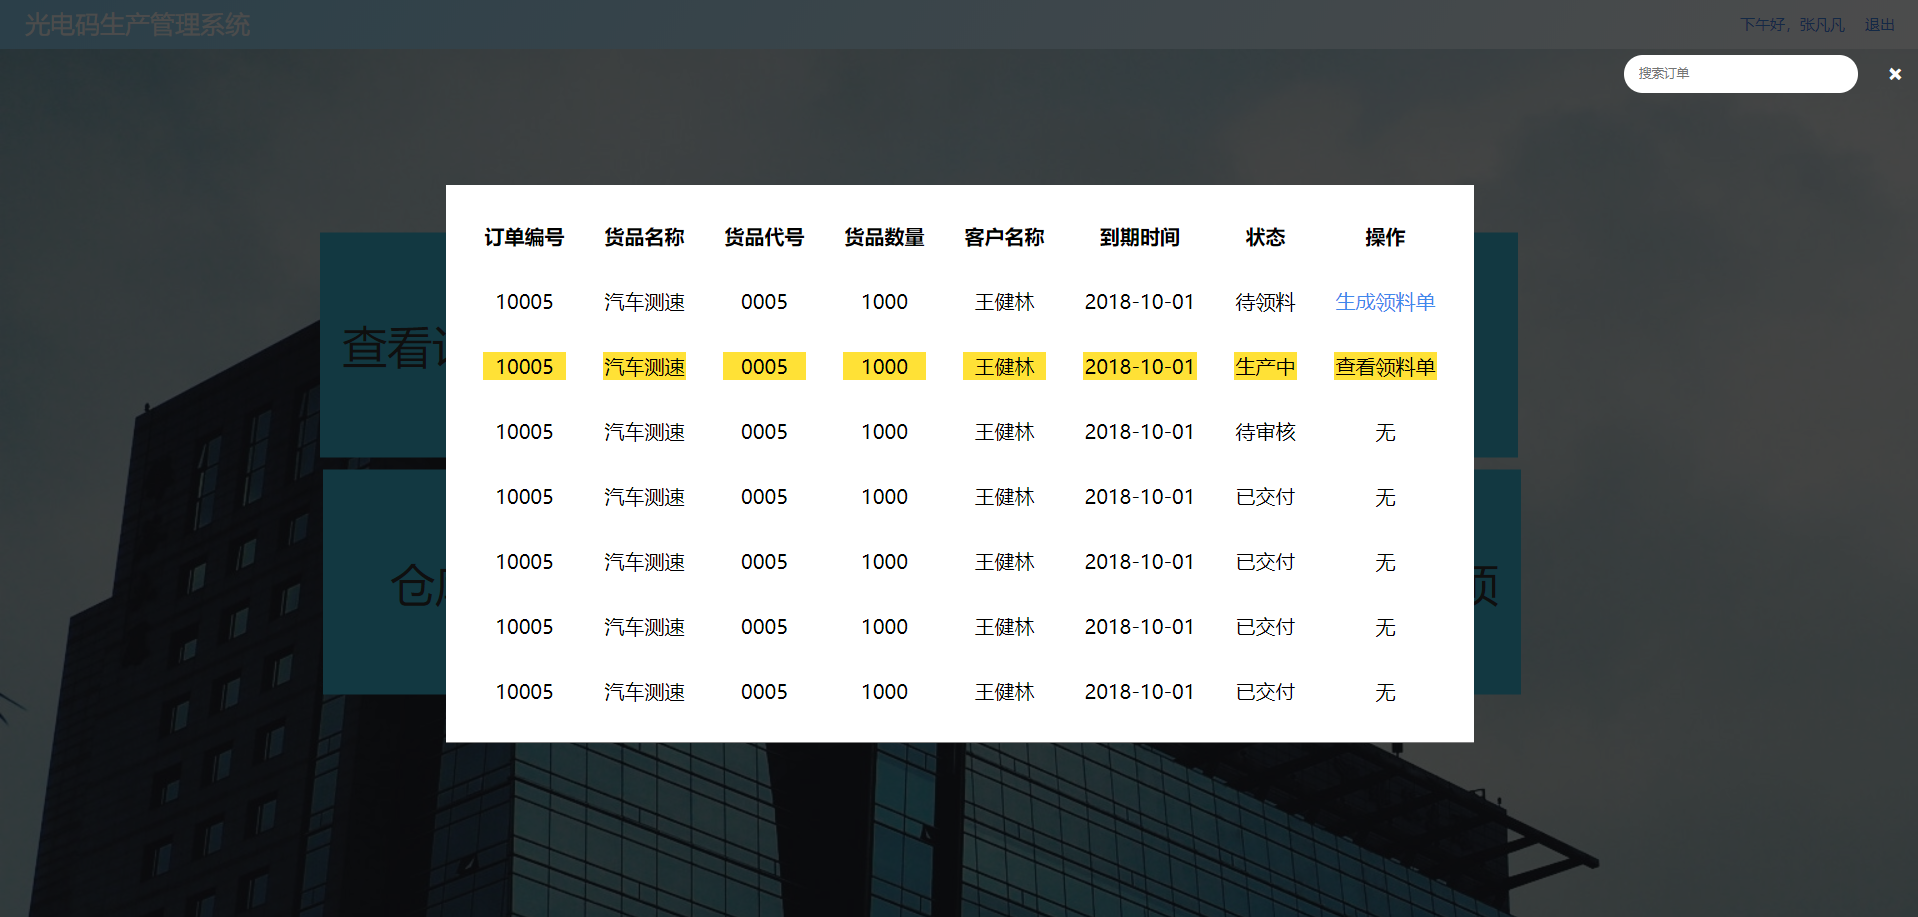 光电码生产管理系统 下午好，张凡凡 退出
搜索订单 ×
订单编号 货品名称 货品代号 货品数量 客户名称 到期时间 状态 操作
10005 汽车测速 0005 1000 王健林 2018-10-01 待领料 生成领料单
查看
10005 汽车测速 0005 1000 王健林 2018-10-01 生产中 查看领料单
10005 汽车测速 0005 1000 王健林 2018-10-01 待审核 无
10005 汽车测速 0005 1000 王健林 2018-10-01 已交付 无
10005 汽车测速 0005 1000 王健林 2018-10-01 已交付 无
仓
10005 汽车测速 0005 1000 王健林 2018-10-01 已交付 无
10005 汽车测速 0005 1000 王健林 2018-10-01 已交付 无